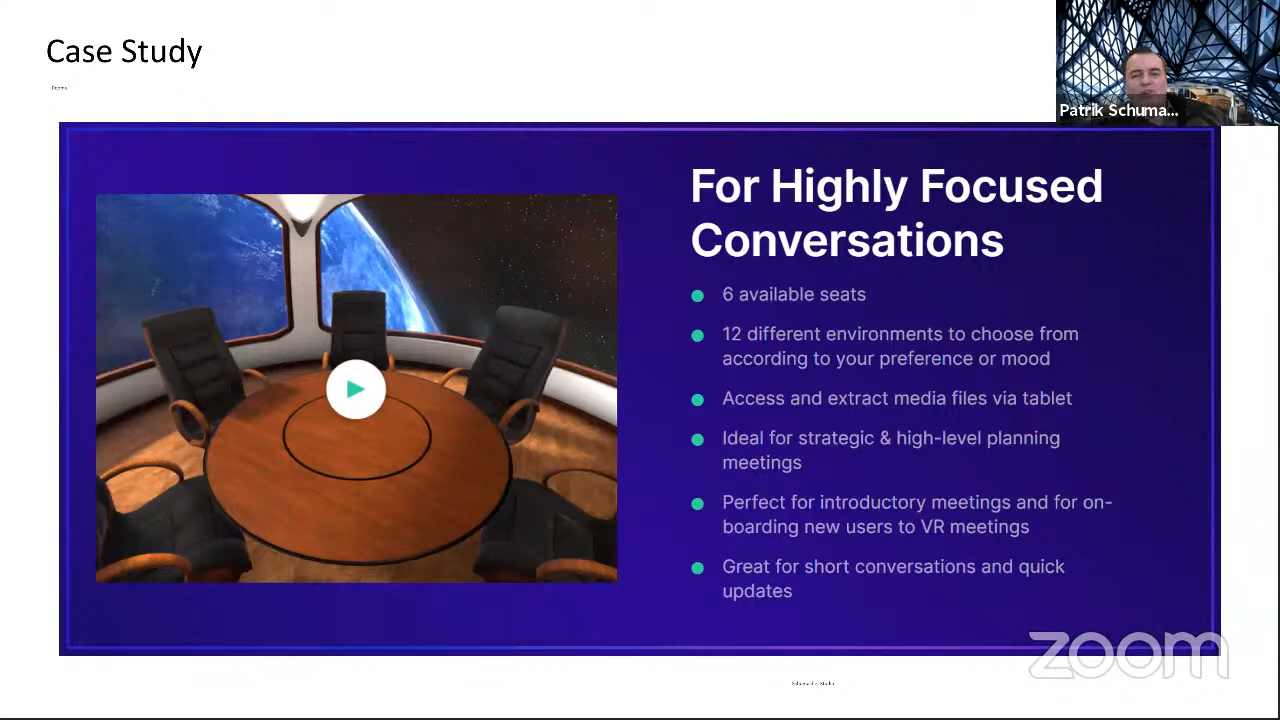 Case Study
Rooms
Patrik Schuma...
For Highly Focused
Conversations
6 available seats
12 different environments to choose from
according to your preference or mood
Access and extract media files via tablet
Ideal for strategic & high-level planning
meetings
Perfect for introductory meetings and for on-
boarding new users to VR meetings
Great for short conversations and quick
updates
zoom